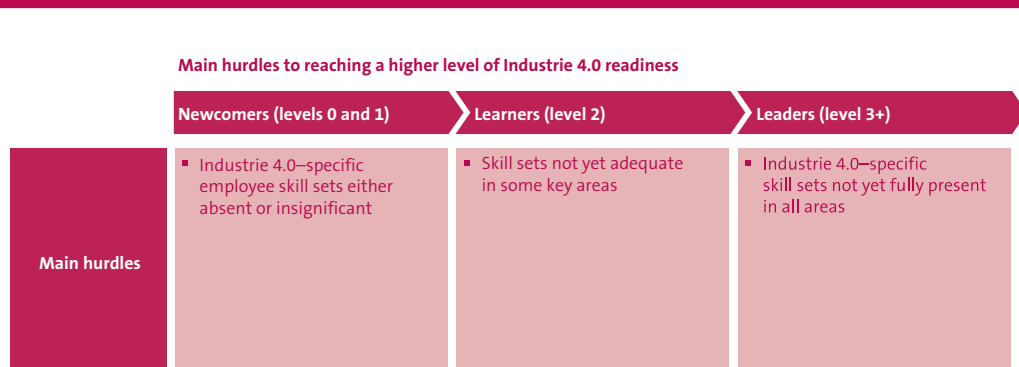 Main hurdles to reaching a higher level of Industrie 4.0 readiness
Newcomers (levels 0 and 1)
Learners (level 2)
Leaders (level 3+)
Main hurdles
▪ Industrie 4.0–specific
employee skill sets either
absent or insignificant
▪ Skill sets not yet adequate
in some key areas
▪ Industrie 4.0–specific
skill sets not yet fully present
in all areas